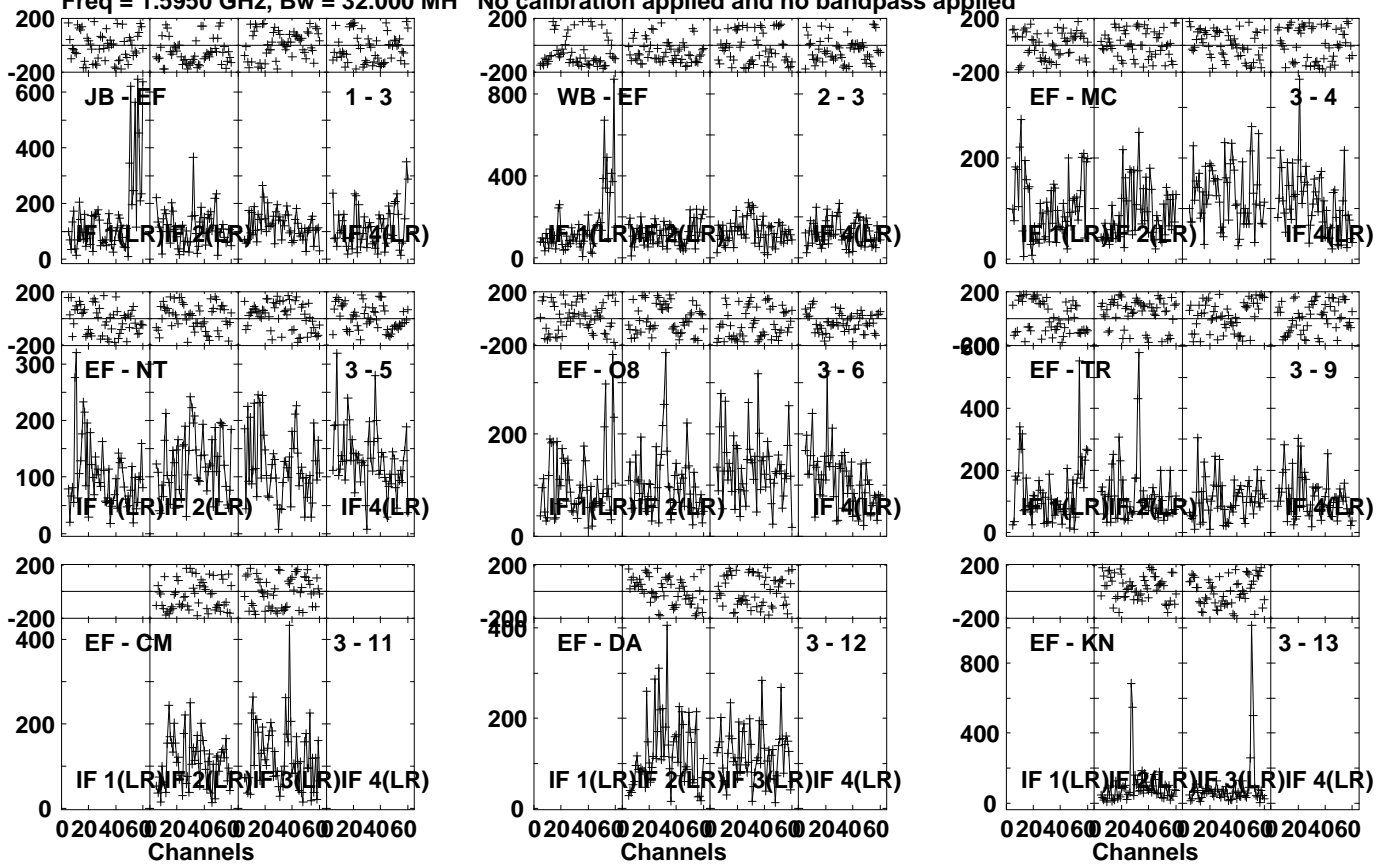 Freq = 1.5950 GHz, Bw = 32.000 MH No calibration applied and no bandpass applied
200 200 200
-200 -200 -200
JB - EF 1 - 3 WB - EF 2 - 3 EF - MC 3 - 4
600
400
200
0
800
400
0
200
0
IF 1(LR) IF 2(LR) IF 4(LR) IF 1(LR) IF 2(LR) IF 4(LR) IF 1(LR) IF 2(LR) IF 4(LR)
200 200 200
-200 -200 -200
EF - NT 3 - 5 EF - O8 3 - 6 EF - TR 3 - 9
300
200
100
0
200
0
600
400
200
0
IF 1(LR) IF 2(LR) IF 4(LR) IF 1(LR) IF 2(LR) IF 4(LR) IF 1(LR) IF 2(LR) IF 4(LR)
200 200 200
-200 -200 -200
EF - CM 3 - 11 EF - DA 3 - 12 EF - KN 3 - 13
400
200
0
400
200
0
800
400
0
IF 1(LR) IF 2(LR) IF 3(LR) IF 4(LR) IF 1(LR) IF 2(LR) IF 3(LR) IF 4(LR) IF 1(LR) IF 2(LR) IF 3(LR) IF 4(LR)
0 20 40 60 0 20 40 60 0 20 40 60 0 20 40 60 0 20 40 60 0 20 40 60 0 20 40 60 0 20 40 60 0 20 40 60 0 20 40 60 0 20 40 60 0 20 40 60
Channels Channels Channels